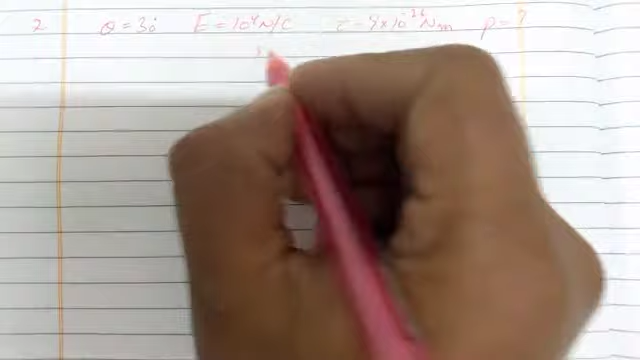 2 θ = 30° E = 10⁴ N/C τ = 9×10⁻²⁶ Nm p = ?